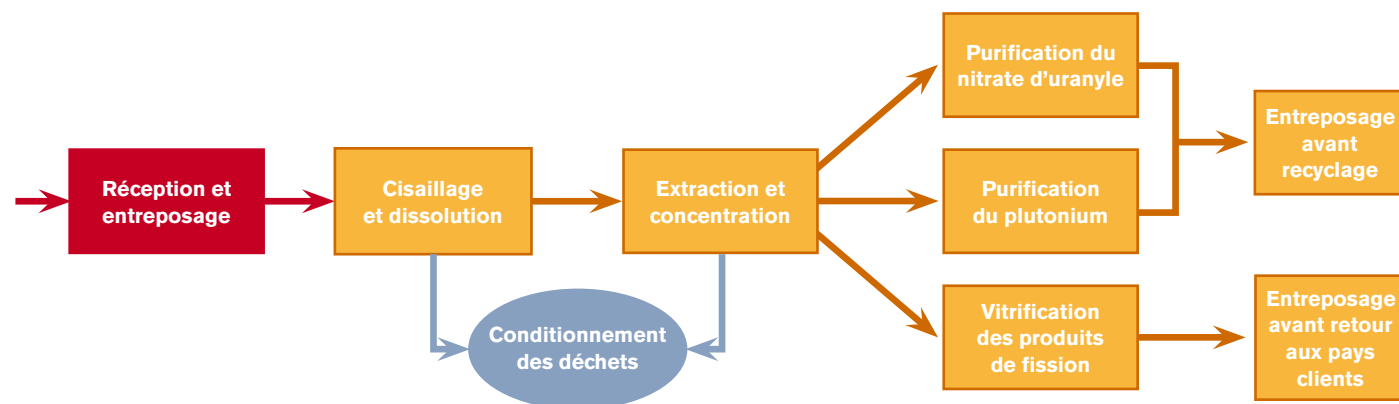 Réception et
entreposage
Cisaillage
et dissolution
Conditionnement
des déchets
Extraction et
concentration
Purification du
nitrate d’uranyle
Purification
du plutonium
Vitrification
des produits
de fission
Entreposage
avant
recyclage
Entreposage
avant retour
aux pays
clients